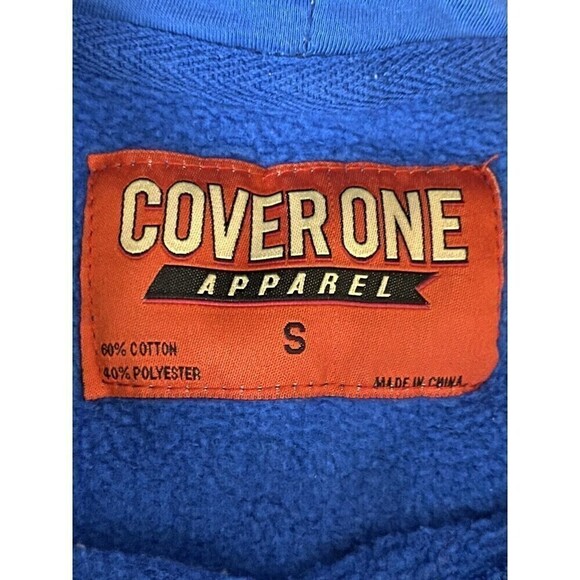 COVER ONE
APPAREL
S
60% COTTON
40% POLYESTER
MADE IN CHINA